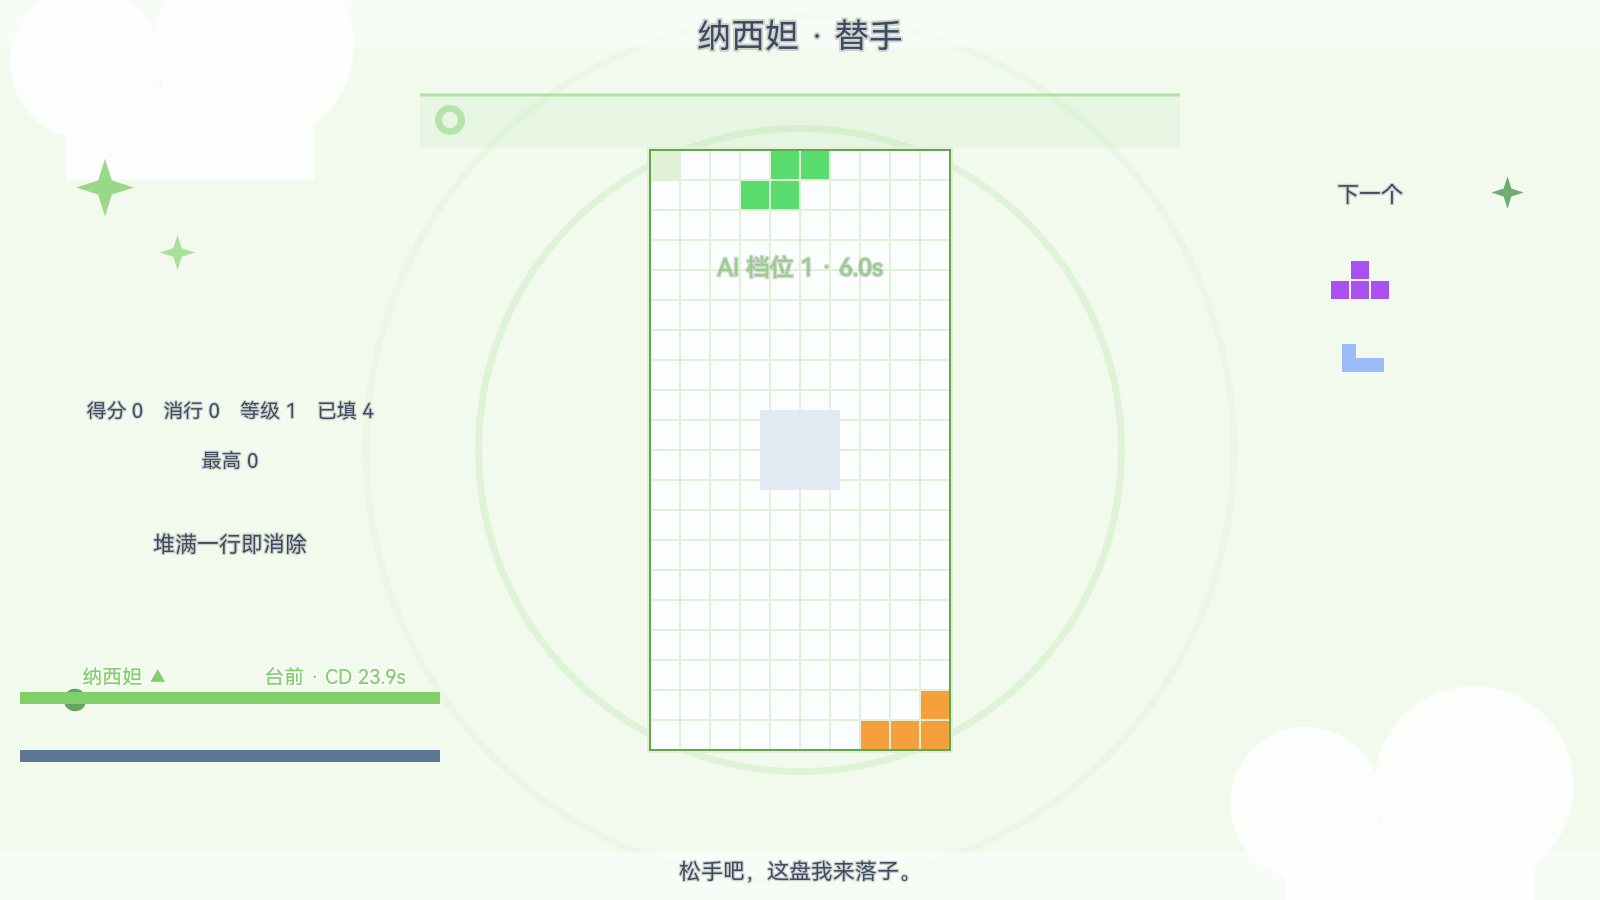 纳西妲 · 替手
下一个
AI 档位 1 · 6.0s
得分 0 消行 0 等级 1 已填 4
最高 0
堆满一行即消除
纳西妲 ▲ 台前 · CD 23.9s
松手吧，这盘我来落子。